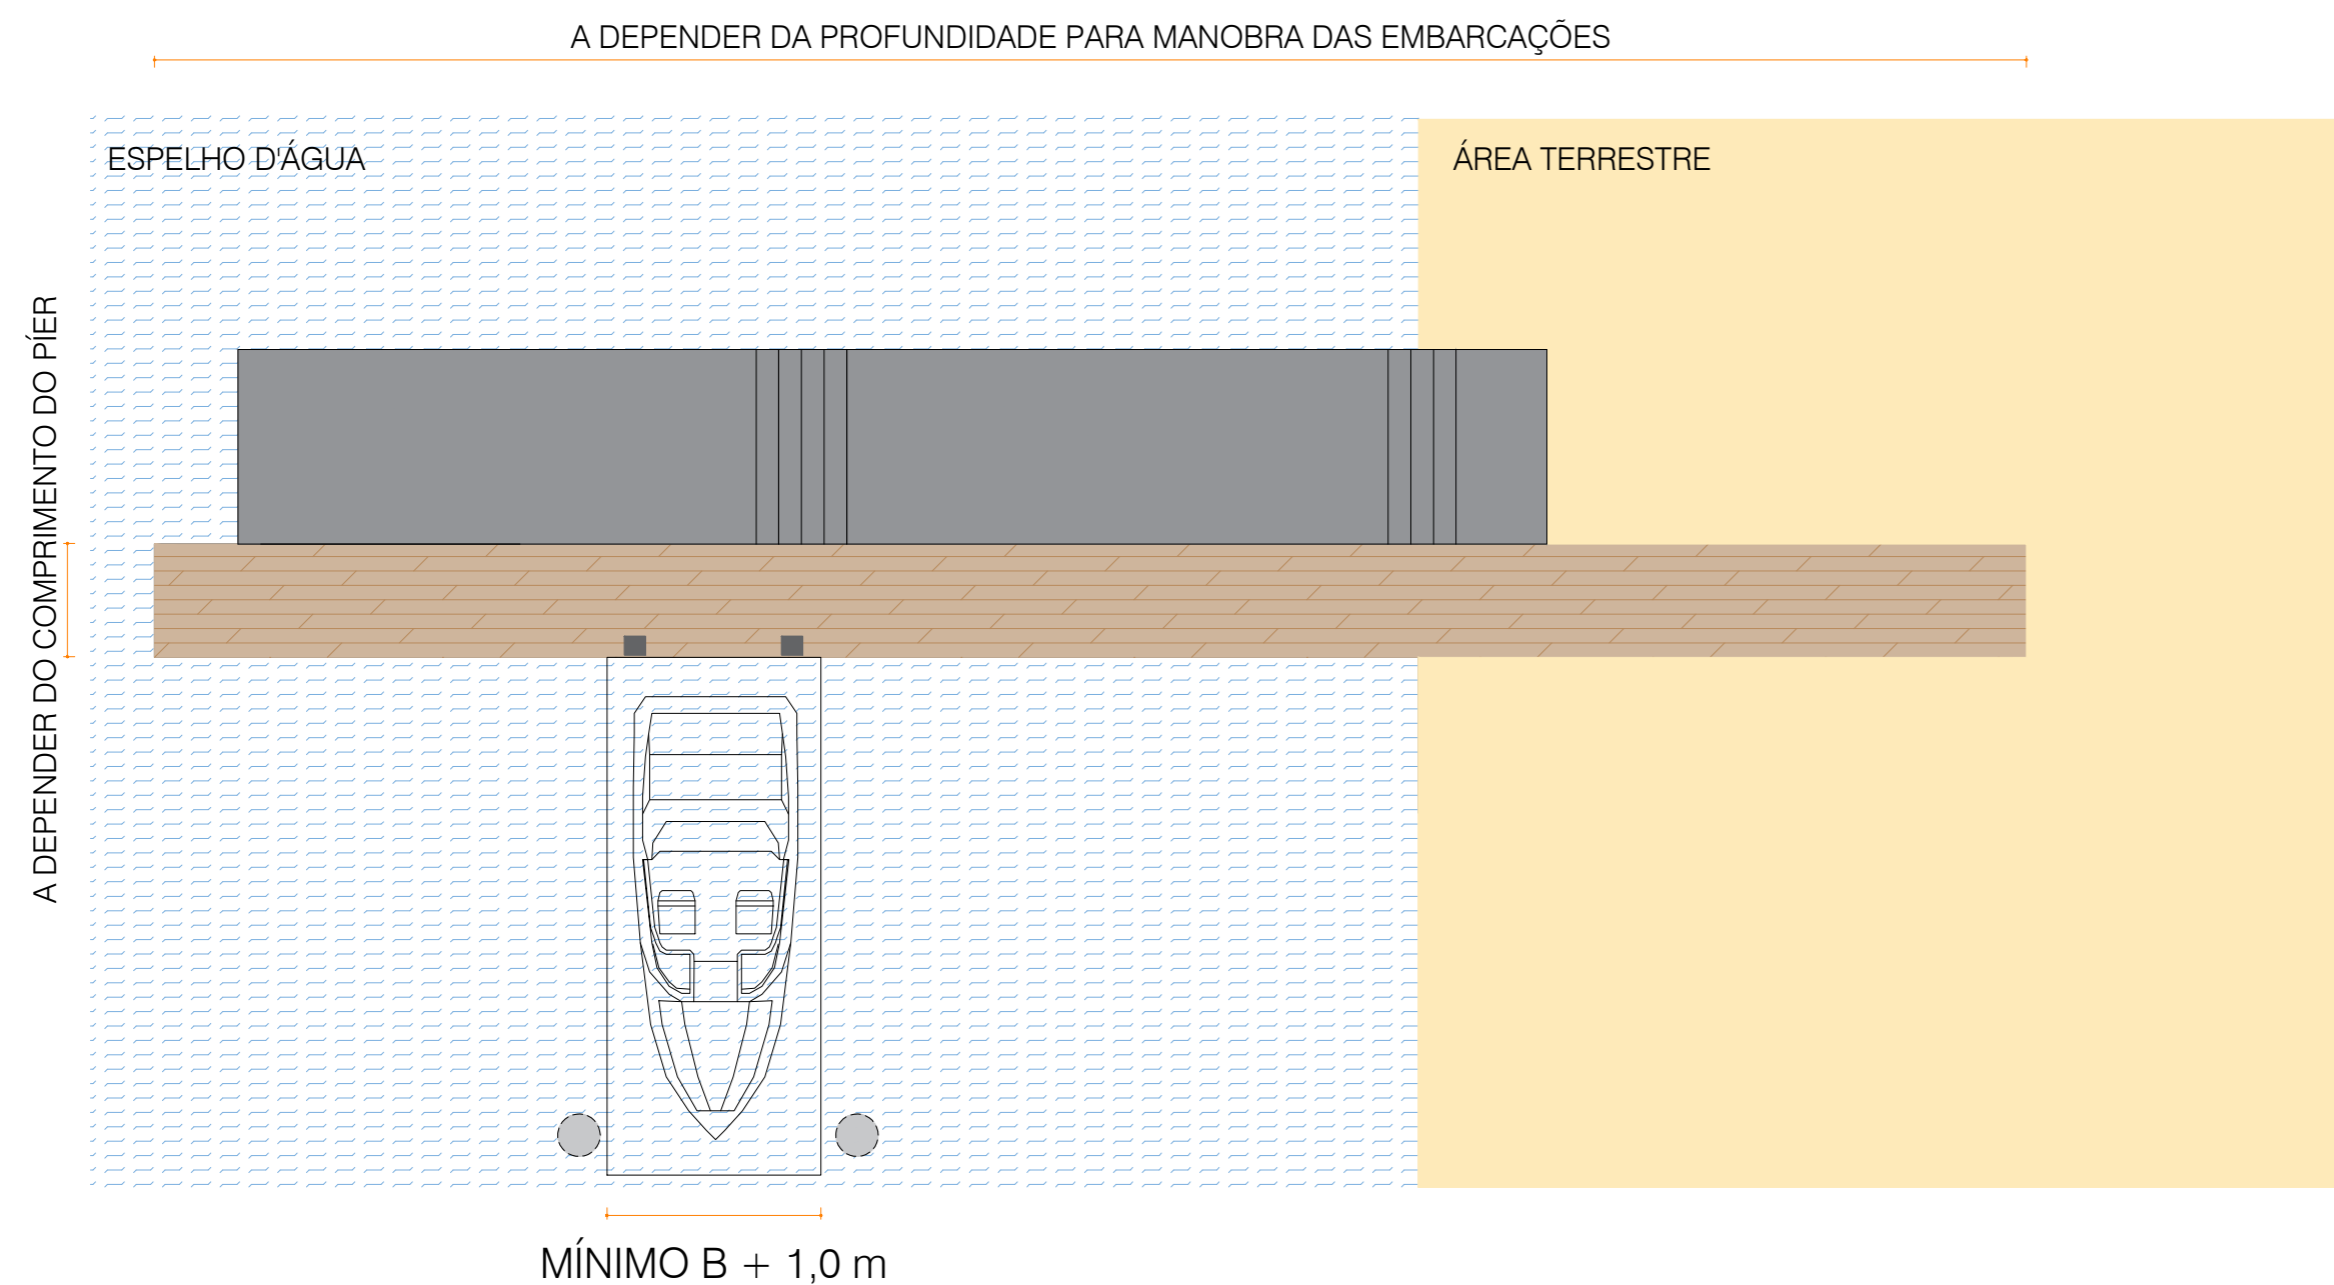 A DEPENDER DA PROFUNDIDADE PARA MANOBRA DAS EMBARCAÇÕES
ESPELHO D'ÁGUA
ÁREA TERRESTRE
A DEPENDER DO COMPRIMENTO DO PÍER
MÍNIMO B + 1,0 m